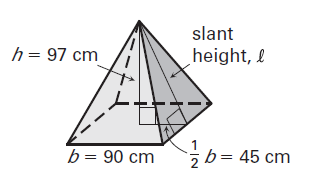 slant
height, ℓ
h = 97 cm
b = 90 cm
1/2 b = 45 cm